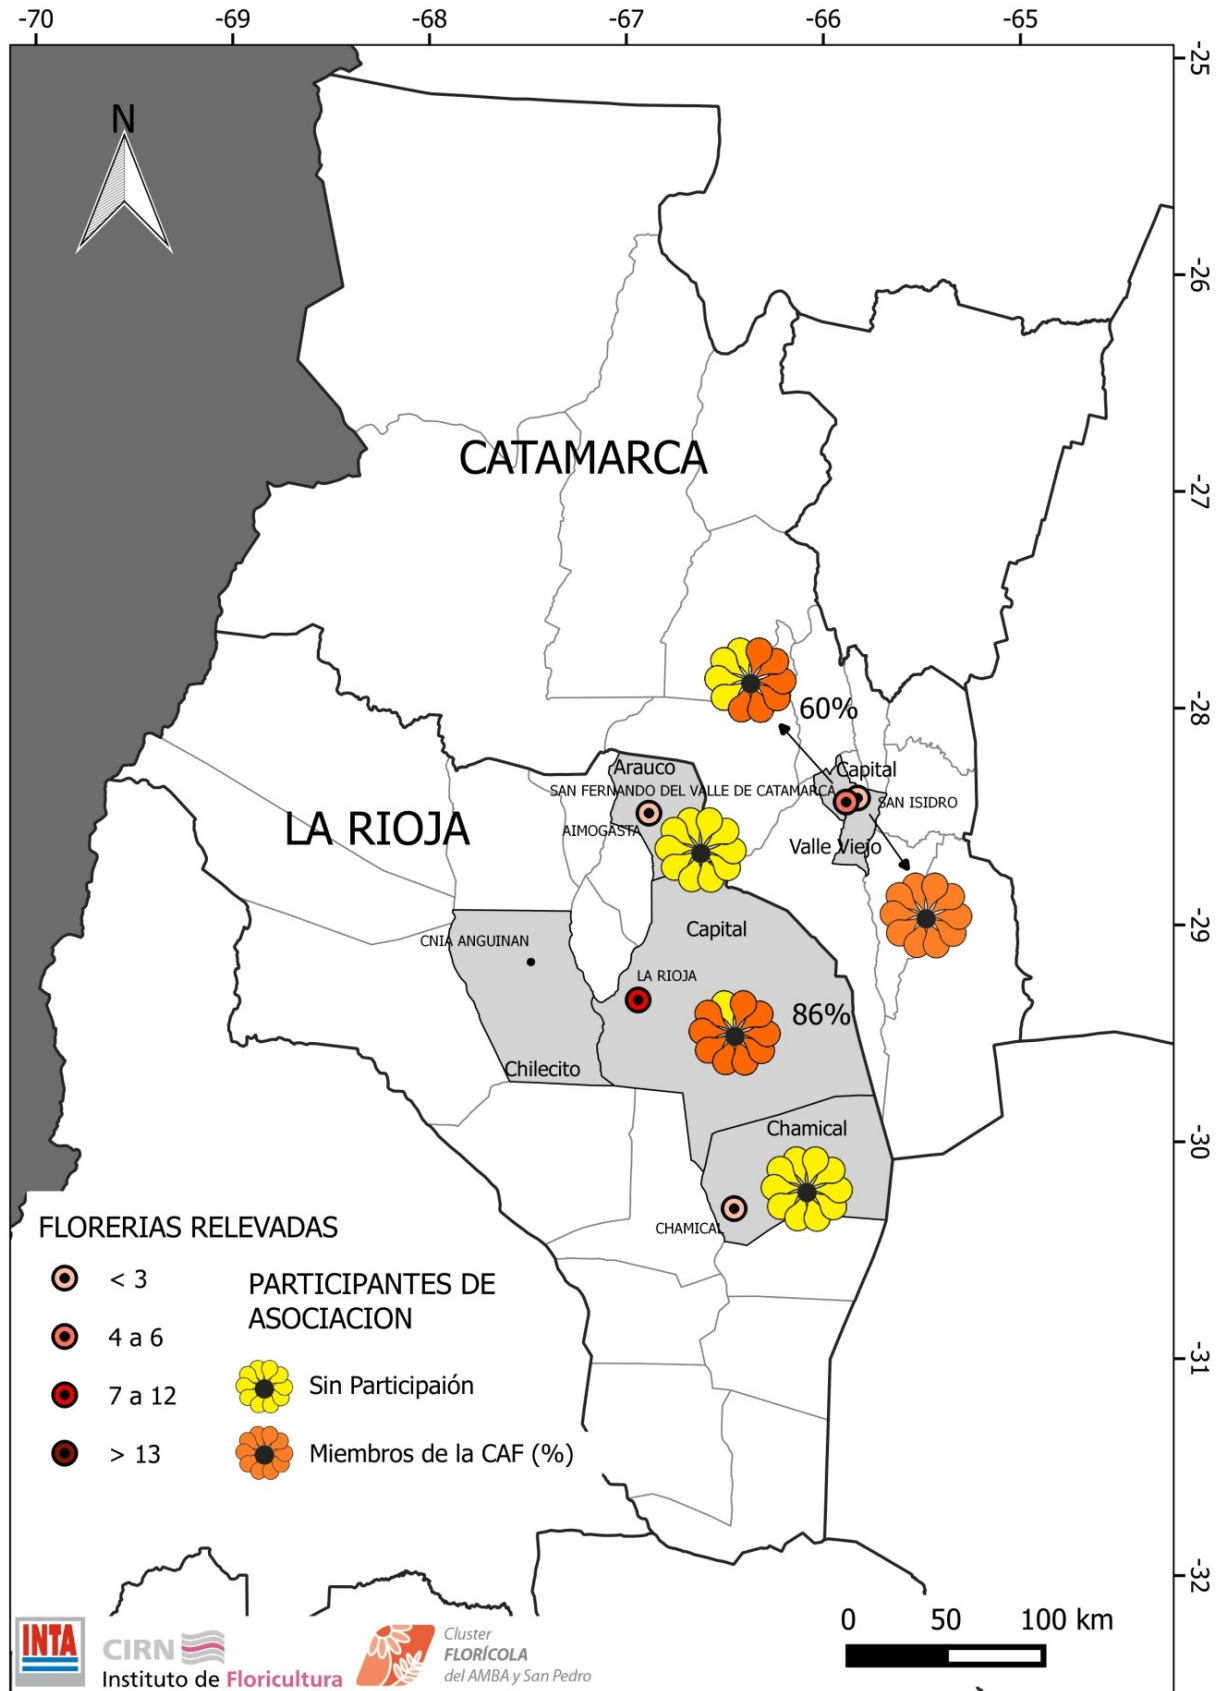 -70 -69 -68 -67 -66 -65
-25
N
-26
CATAMARCA
-27
-28
60%
Arauco
Capital
SAN FERNANDO DEL VALLE DE CATAMARCA
SAN ISIDRO
LA RIOJA
AIMOGASTA
Valle Viejo
Capital
-29
CNIA ANGUINAN
LA RIOJA
86%
Chilecito
Chamical
-30
CHAMICAL
FLORERIAS RELEVADAS
< 3
4 a 6
7 a 12
> 13
PARTICIPANTES DE
ASOCIACION
Sin Participaión
Miembros de la CAF (%)
-31
-32
0 50 100 km
INTA
CIRN
Instituto de Floricultura
Cluster
FLORÍCOLA
del AMBA y San Pedro